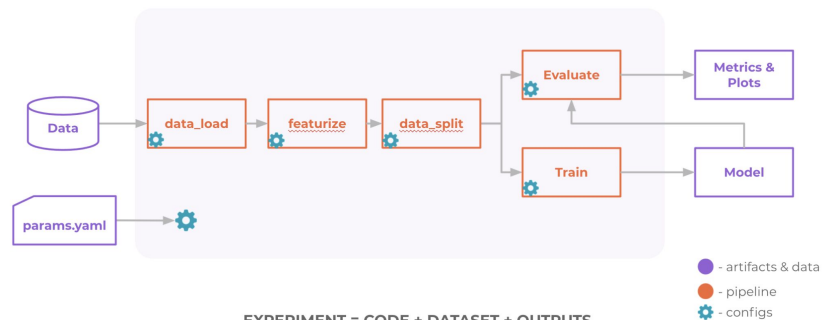 Data
data_load
featurize
data_split
Evaluate
Metrics &
Plots
Train
Model
params.yaml
- artifacts & data
- pipeline
- configs
EXPERIMENT = CODE + DATASET + OUTPUTS